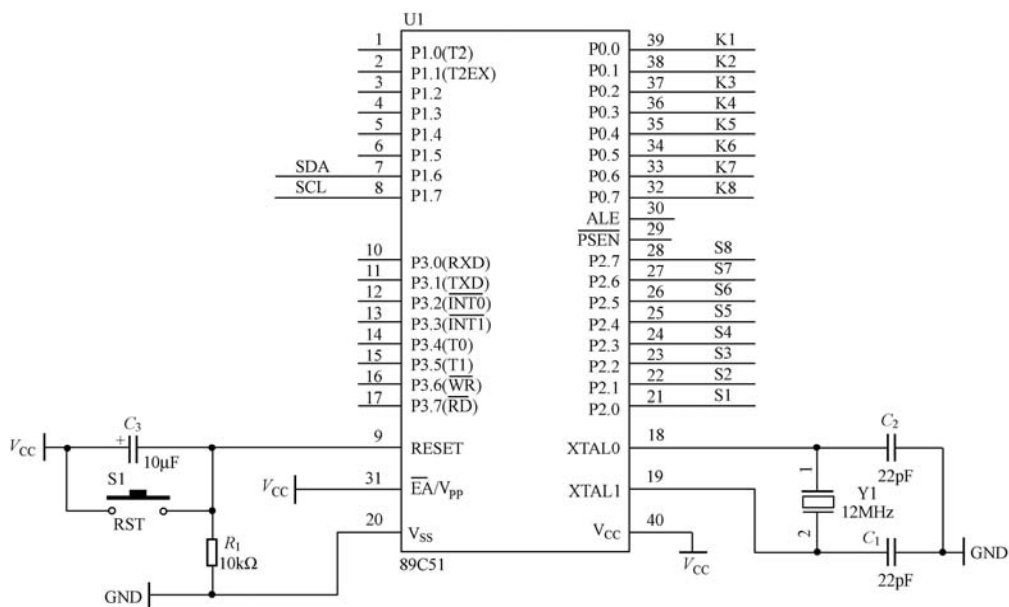 U1
1 P1.0(T2) P0.0 39 K1
2 P1.1(T2EX) P0.1 38 K2
3 P1.2 P0.2 37 K3
4 P1.3 P0.3 36 K4
5 P1.4 P0.4 35 K5
6 P1.5 P0.5 34 K6
SDA 7 P1.6 P0.6 33 K7
SCL 8 P1.7 P0.7 32 K8
ALE 30
PSEN 29
10 P3.0(RXD) P2.7 28 S8
11 P3.1(TXD) P2.6 27 S7
12 P3.2(INT0) P2.5 26 S6
13 P3.3(INT1) P2.4 25 S5
14 P3.4(T0) P2.3 24 S4
15 P3.5(T1) P2.2 23 S3
16 P3.6(WR) P2.1 22 S2
17 P3.7(RD) P2.0 21 S1
VCC + C3 9 RESET XTAL0 18 C2
10μF 22pF
S1 VCC 31 EA/VPP XTAL1 19 1 Y1
RST 12MHz
20 VSS VCC 40 2 C1
R1 VCC GND
10kΩ 89C51 22pF
GND